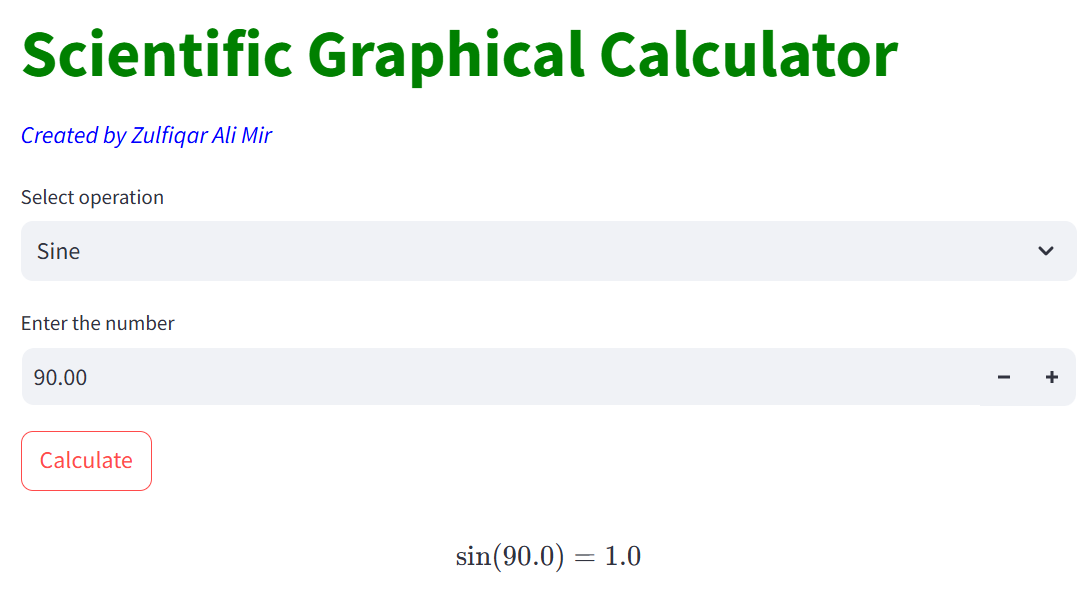 Scientific Graphical Calculator
Created by Zulfiqar Ali Mir
Select operation
Sine
Enter the number
90.00
− +
Calculate
sin(90.0) = 1.0